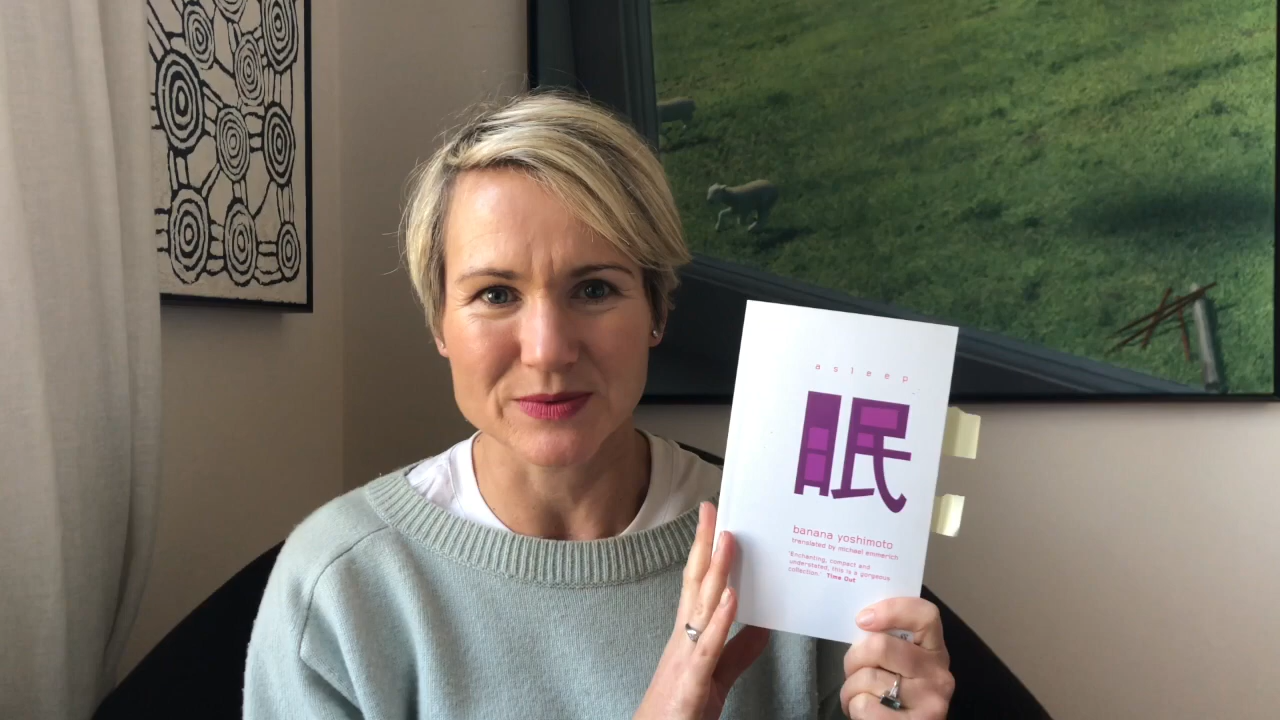 asleep
眠
banana yoshimoto
translated by michael emmerich
'Enchanting, compact and
understated, this is a gorgeous
collection.' Time Out